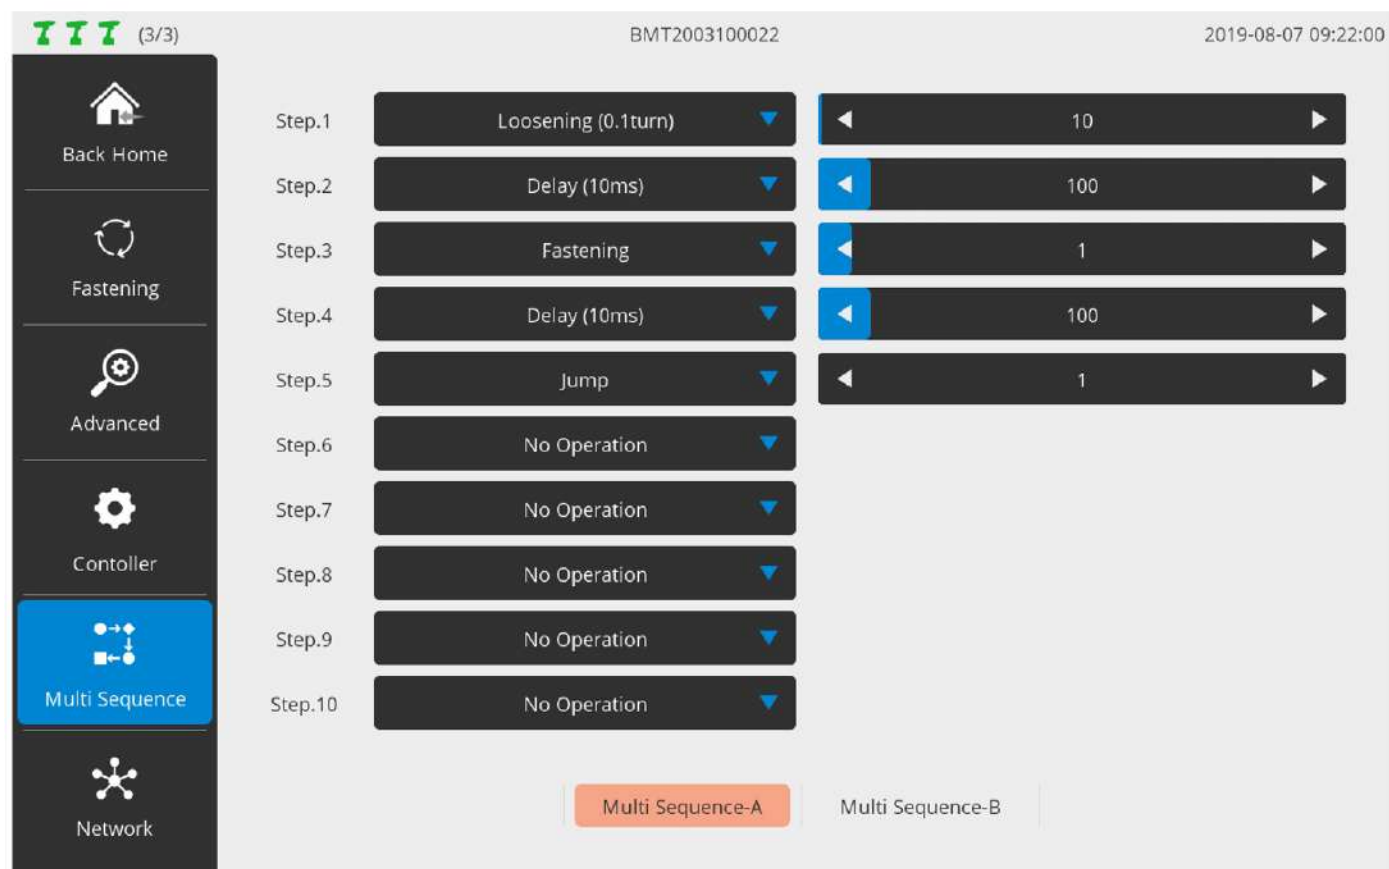 (3/3) BMT2003100022 2019-08-07 09:22:00
Back Home
Fastening
Advanced
Contoller
Multi Sequence
Network
Step.1 Loosening (0.1turn) 10
Step.2 Delay (10ms) 100
Step.3 Fastening 1
Step.4 Delay (10ms) 100
Step.5 Jump 1
Step.6 No Operation
Step.7 No Operation
Step.8 No Operation
Step.9 No Operation
Step.10 No Operation
Multi Sequence-A Multi Sequence-B